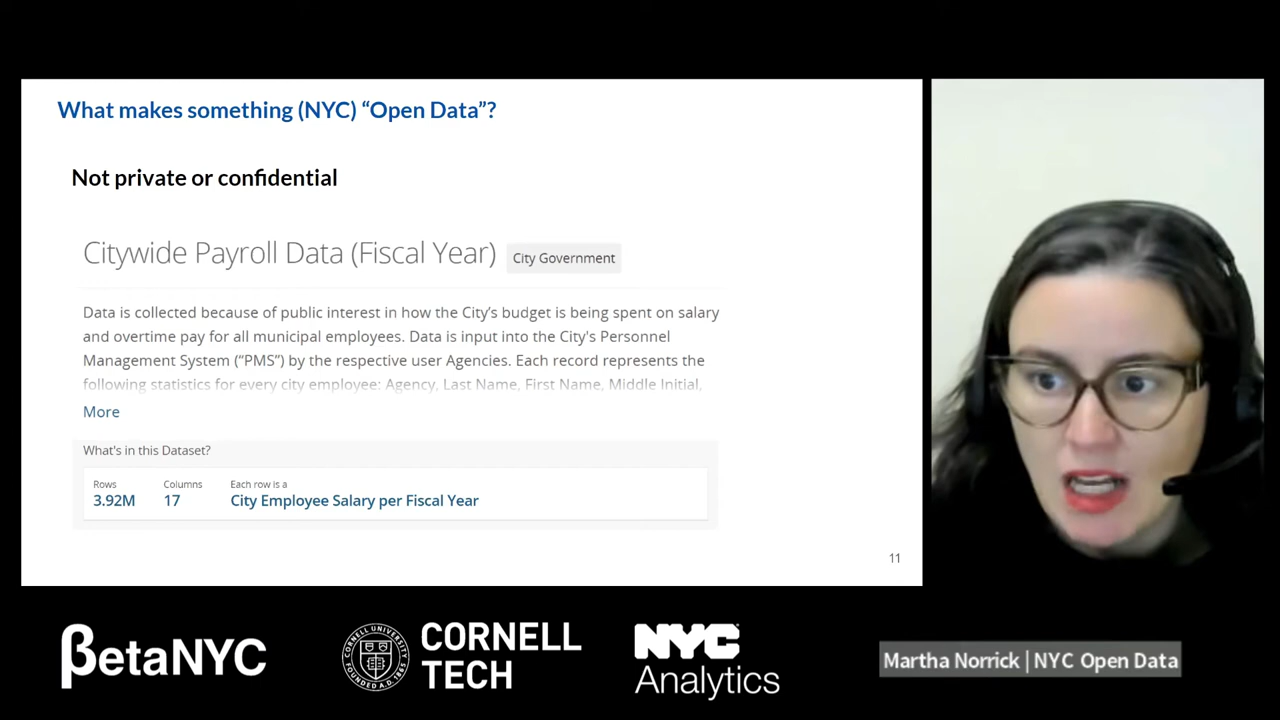 What makes something (NYC) “Open Data”?
Not private or confidential
Citywide Payroll Data (Fiscal Year) City Government
Data is collected because of public interest in how the City’s budget is being spent on salary
and overtime pay for all municipal employees. Data is input into the City's Personnel
Management System (“PMS”) by the respective user Agencies. Each record represents the
following statistics for every city employee: Agency, Last Name, First Name, Middle Initial,
More
What's in this Dataset?
Rows Columns Each row is a
3.92M 17 City Employee Salary per Fiscal Year
11
βetaNYC
CORNELL UNIVERSITY
FOUNDED A.D. 1865
CORNELL
TECH
NYC
Analytics
Martha Norrick | NYC Open Data